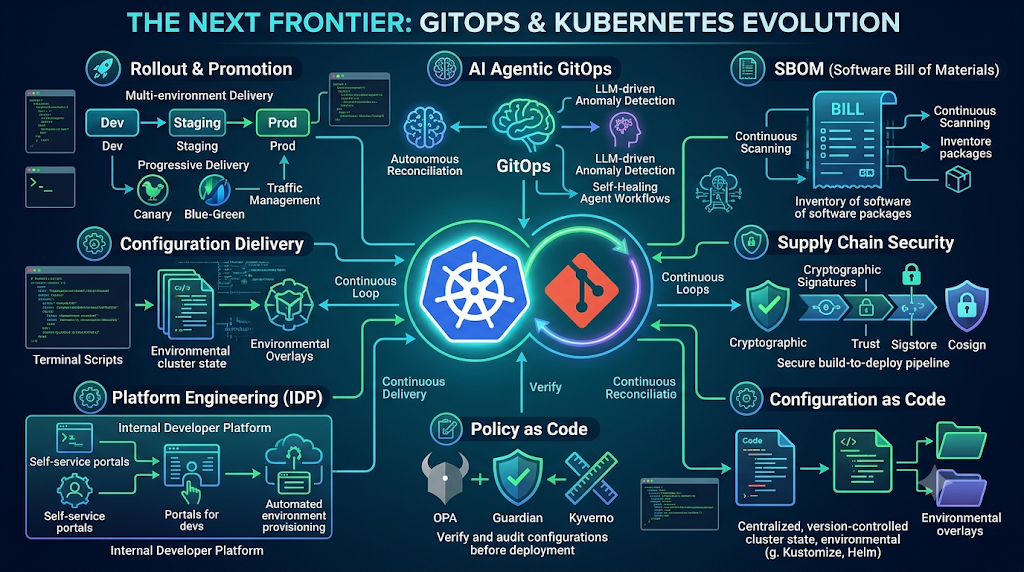 THE NEXT FRONTIER: GITOPS & KUBERNETES EVOLUTION
Rollout & Promotion
Multi-environment Delivery
Dev
Staging
Prod
Dev
Staging
Prod
Progressive Delivery
Canary
Blue-Green
Traffic
Management
AI Agentic GitOps
LLM-driven
Anomaly Detection
Autonomous
Reconciliation
GitOps
LLM-driven
Anomaly Detection
Self-Healing
Agent Workflows
SBOM (Software Bill of Materials)
BILL
Continuous
Scanning
Continuous
Scanning
Inventore
packages
Inventory of software
of software packages
Configuration Dielivery
Terminal Scripts
Environmental
cluster state
Environmental
Overlays
Continuous
Loop
Continuous
Loops
Supply Chain Security
Cryptographic
Signatures
Cryptographic
Trust
Sigstore
Cosign
Secure build-to-deploy pipeline
Platform Engineering (IDP)
Internal Developer Platform
Self-service portals
Self-service
portals
Portals for
devs
Automated
environment
provisioning
Internal Developer Platform
Continuous
Delivery
Verify
Continuous
Reconciliatio
Policy as Code
OPA
Guardian
Kyverno
Verify and audit configurations
before deployment
Configuration as Code
Code
</>
Centralized, version-controlled
cluster state, environmental
(g. Kustomize, Helm)
Environmental
overlays